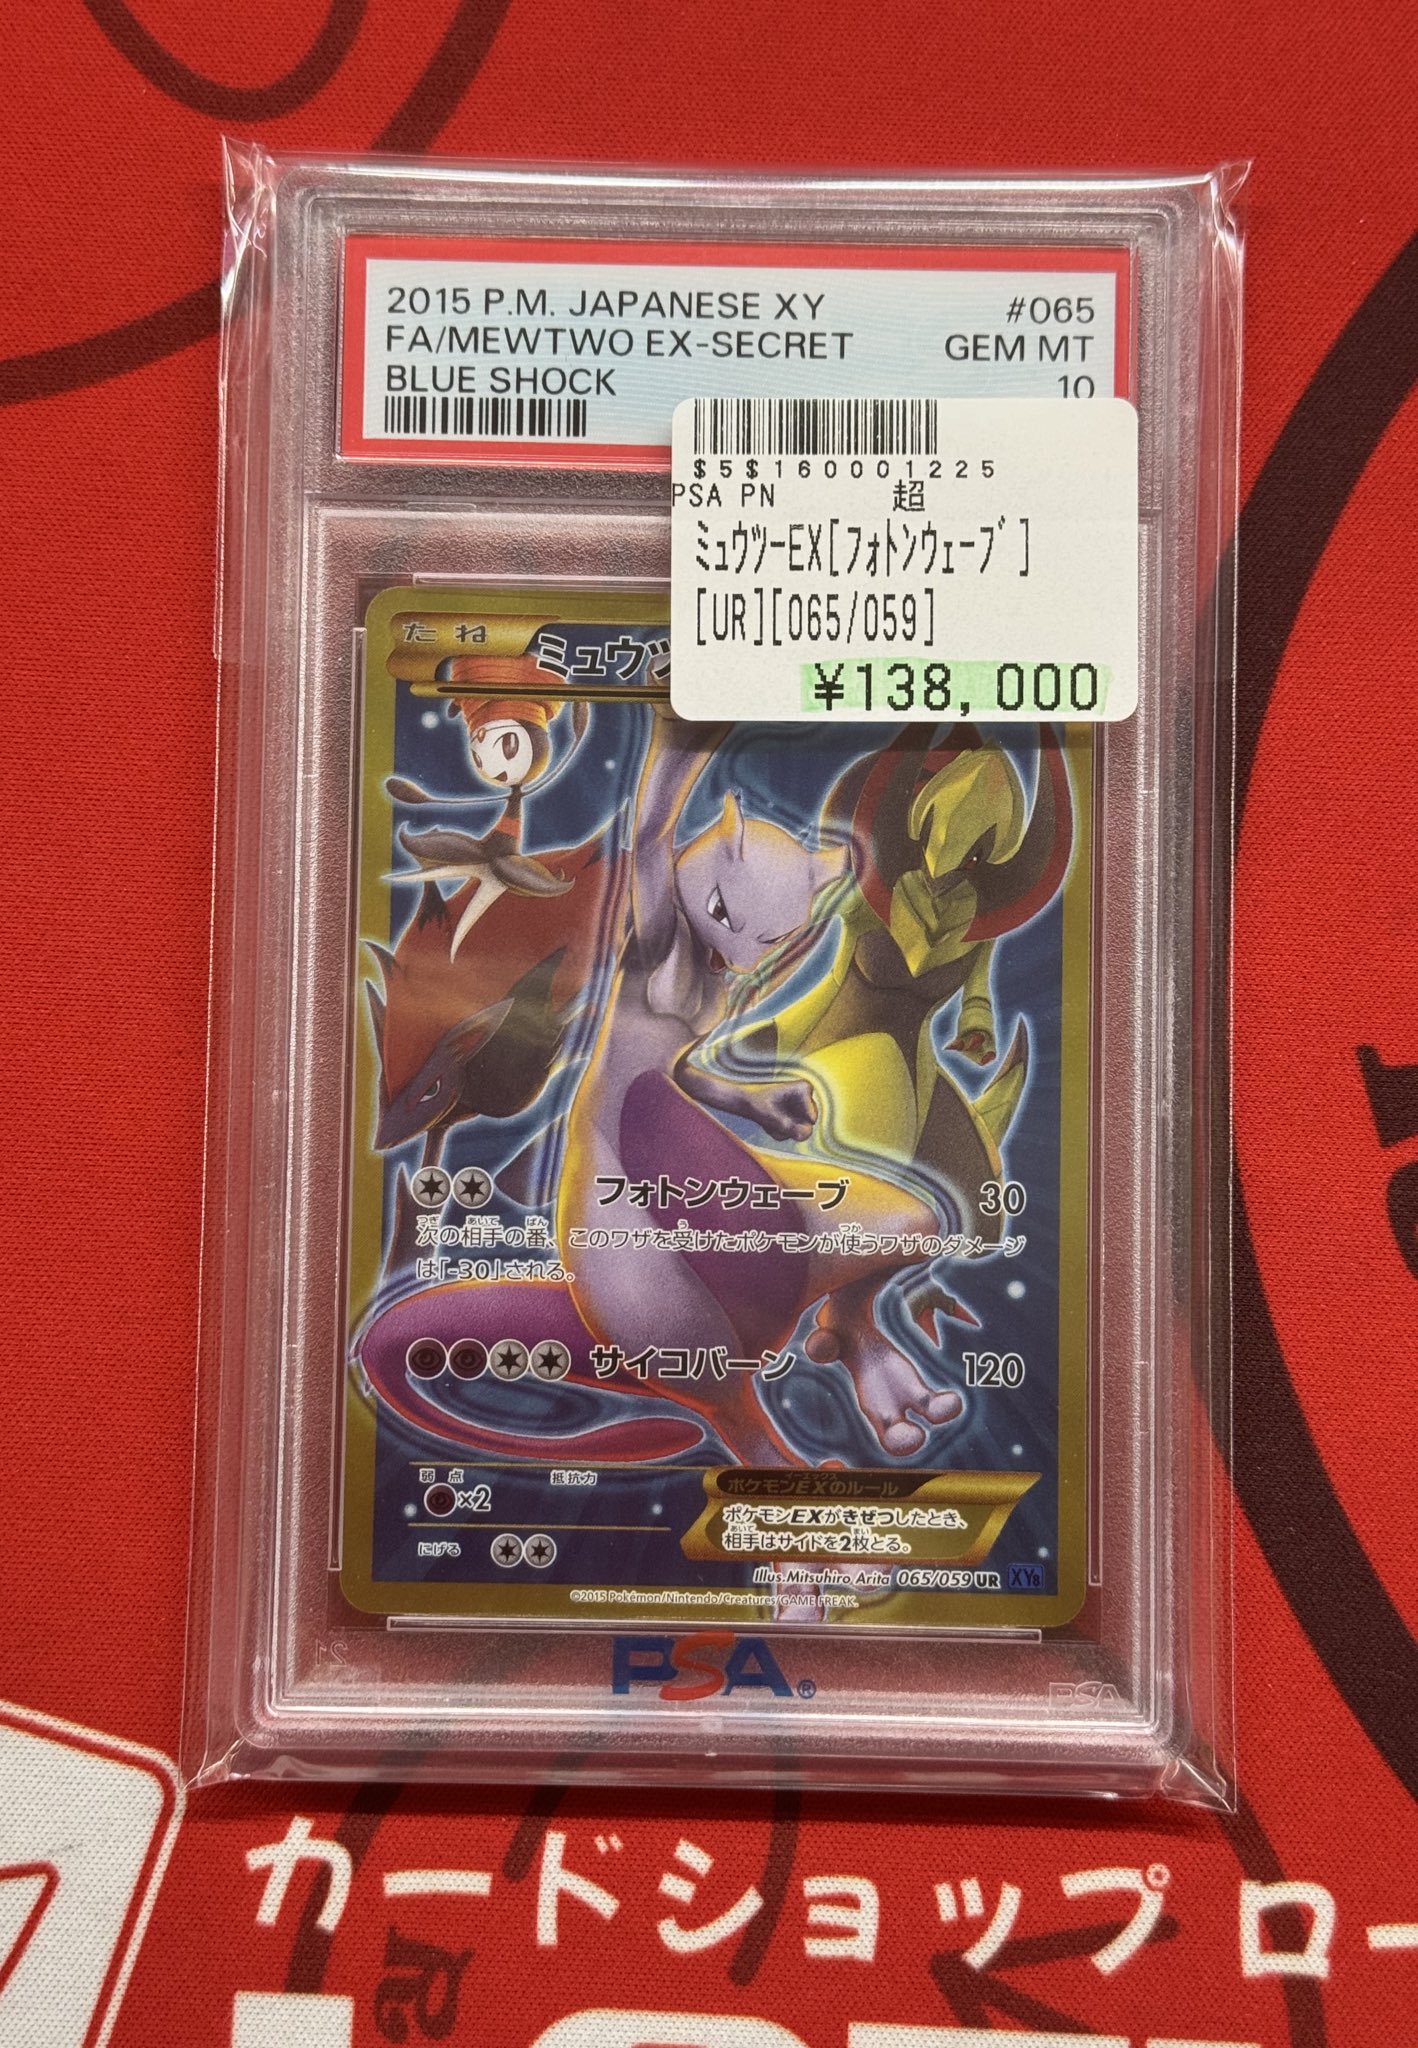 2015 P.M. JAPANESE XY #065
FA/MEWTWO EX-SECRET GEM MT
BLUE SHOCK 10
$5$160001225
PSA PN 超
ミュウツーEX[フォトンウェーブ]
[UR][065/059]
¥138,000
たね ミュウツ
フォトンウェーブ 30
次の相手の番、このワザを受けたポケモンが使うワザのダメージ
は「-30」される。
サイコバーン 120
弱点 抵抗力
×2
にげる
ポケモンEXのルール
ポケモンEXがきぜつしたとき、
相手はサイドを2枚とる。
Illus.Mitsuhiro Arita 065/059 UR XY8
©2015 Pokémon/Nintendo/Creatures/GAME FREAK.
PSA®
PSA
カードショップ ロー